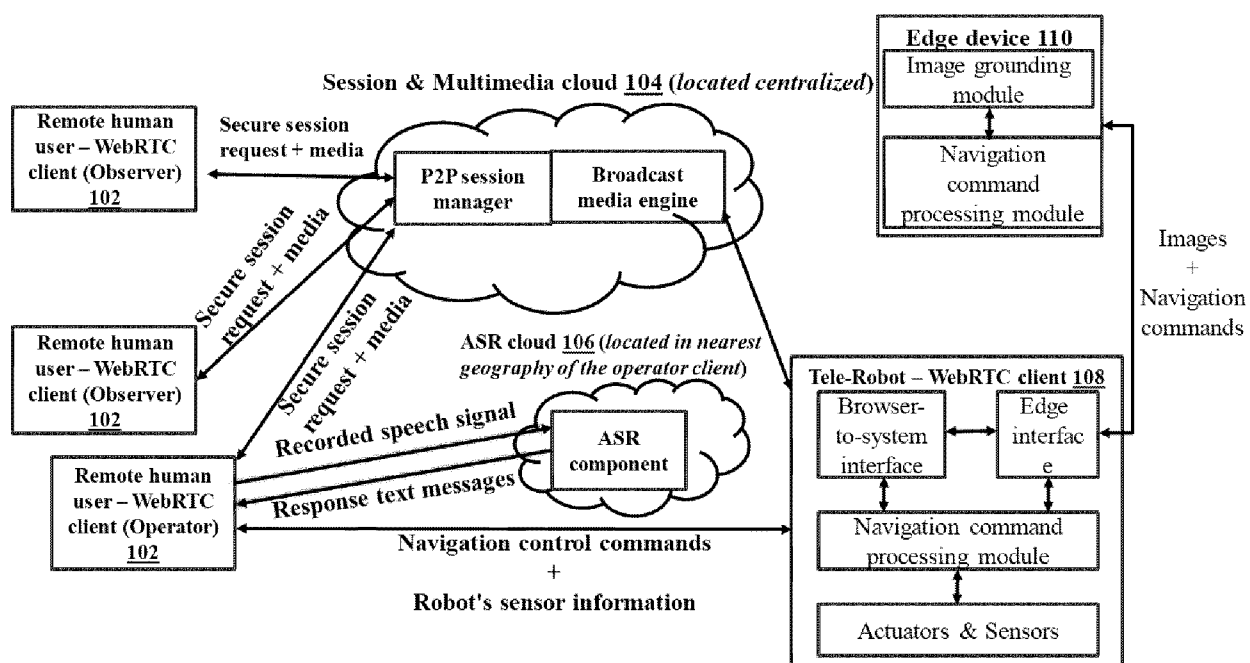 Edge device 110
Image grounding
module
Navigation
command
processing module
Session & Multimedia cloud 104 (located centralized)
P2P session
manager
Broadcast
media engine
Remote human
user – WebRTC
client (Observer)
102
Secure session
request + media
Remote human
user – WebRTC
client (Observer)
102
Secure session
request + media
Secure session
request + media
Images
+
Navigation
commands
ASR cloud 106 (located in nearest
geography of the operator client)
ASR
component
Remote human
user – WebRTC
client (Operator)
102
Recorded speech signal
Response text messages
Navigation control commands
+
Robot's sensor information
Tele-Robot – WebRTC client 108
Browser-
to-system
interface
Edge
interfac
e
Navigation command
processing module
Actuators & Sensors